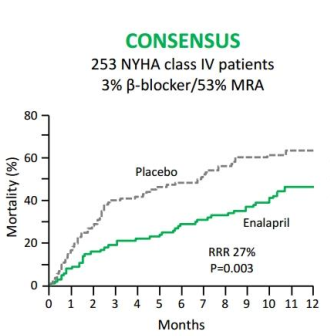 CONSENSUS
253 NYHA class IV patients
3% β-blocker/53% MRA
80
60
40
20
0
Mortality (%)
Placebo
Enalapril
RRR 27%
P=0.003
0 1 2 3 4 5 6 7 8 9 10 11 12
Months